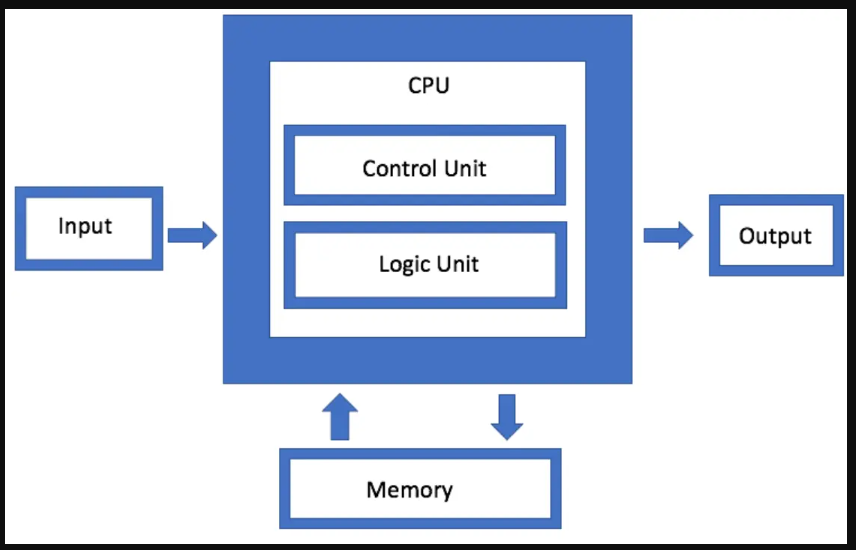 CPU
Control Unit
Input
Logic Unit
Output
Memory